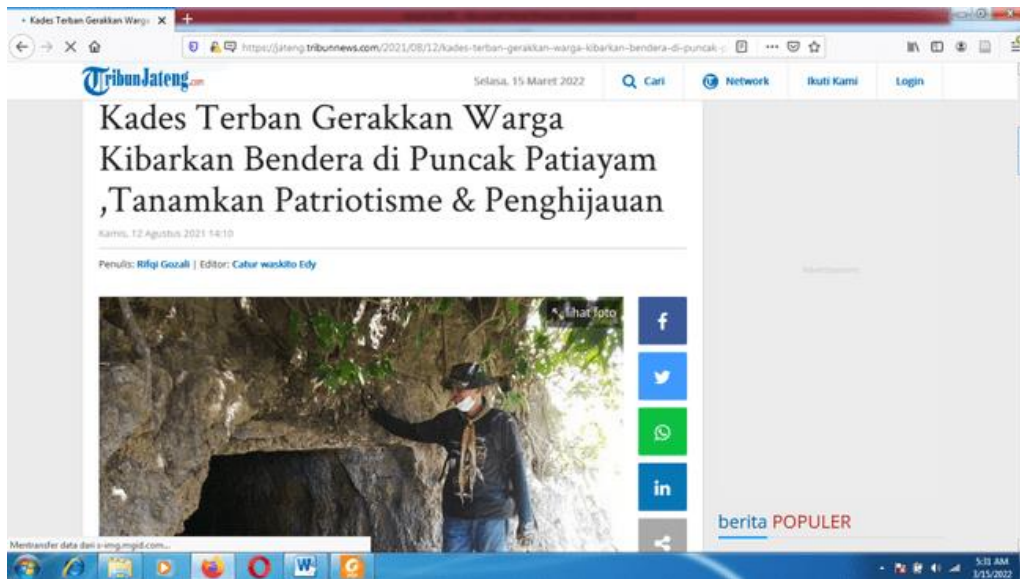 Kades Terban Gerakkan Warg
https://jateng.tribunnews.com/2021/08/12/kades-terban-gerakkan-warga-kibarkan-bendera-di-puncak-p
TribunJateng.com
Selasa, 15 Maret 2022
Cari
Network
Ikuti Kami
Login
Kades Terban Gerakkan Warga
Kibarkan Bendera di Puncak Patiayam
,Tanamkan Patriotisme & Penghijauan
Kamis, 12 Agustus 2021 14:10
Penulis: Rifqi Gozali | Editor: Catur waskito Edy
lihat foto
f
in
Advertisement
berita POPULER
Mentransfer data dari s-img.mgid.com...
W
5:31 AM
3/15/2022